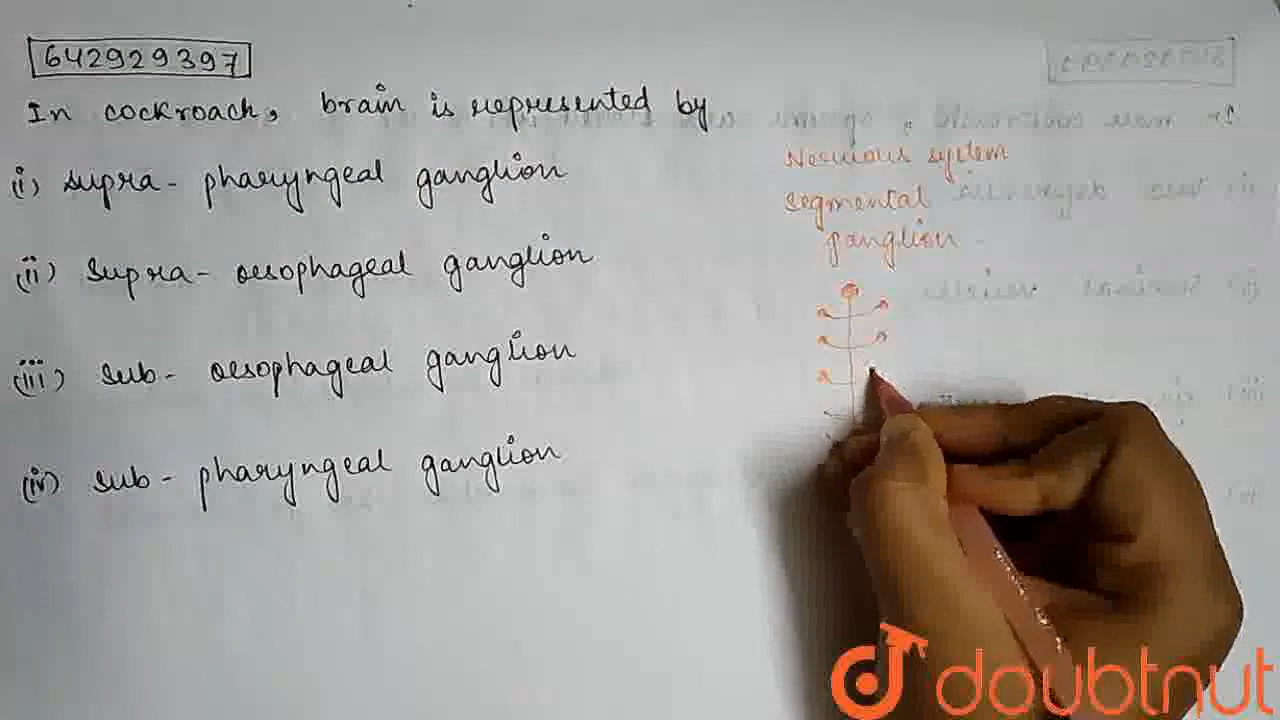 642929397
In cockroach, brain is represented by
(i) supra- pharyngeal ganglion
(ii) Supra- oesophageal ganglion
(iii) sub- oesophageal ganglion
(iv) sub- pharyngeal ganglion
Nervous system
segmental
ganglion
doubtnut